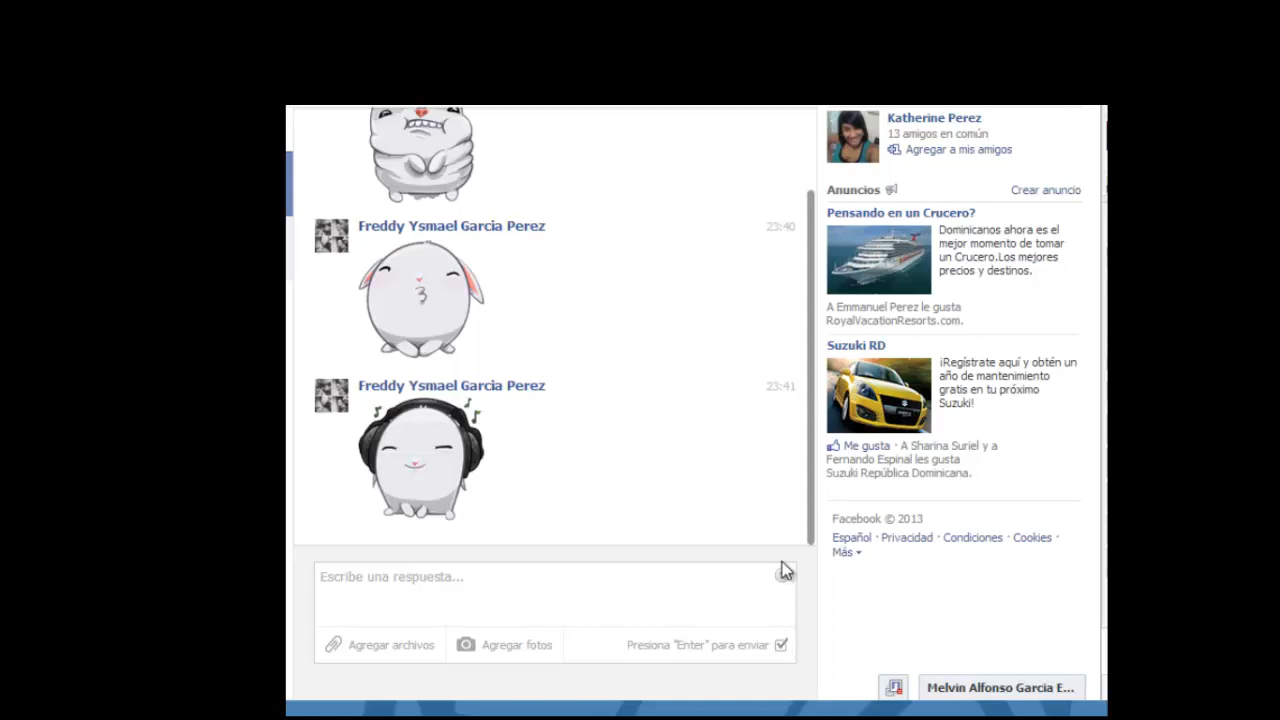 Freddy Ysmael Garcia Perez 23:40
Freddy Ysmael Garcia Perez 23:41
Escribe una respuesta...
Agregar archivos Agregar fotos Presiona "Enter" para enviar
Katherine Perez
13 amigos en común
Agregar a mis amigos
Anuncios Crear anuncio
Pensando en un Crucero?
Dominicanos ahora es el
mejor momento de tomar
un Crucero.Los mejores
precios y destinos.
A Emmanuel Perez le gusta
RoyalVacationResorts.com.
Suzuki RD
¡Regístrate aquí y obtén un
año de mantenimiento
gratis en tu próximo
Suzuki!
Me gusta · A Sharina Suriel y a
Fernando Espinal les gusta
Suzuki República Dominicana.
Facebook © 2013
Español · Privacidad · Condiciones · Cookies ·
Más
Melvin Alfonso Garcia E...